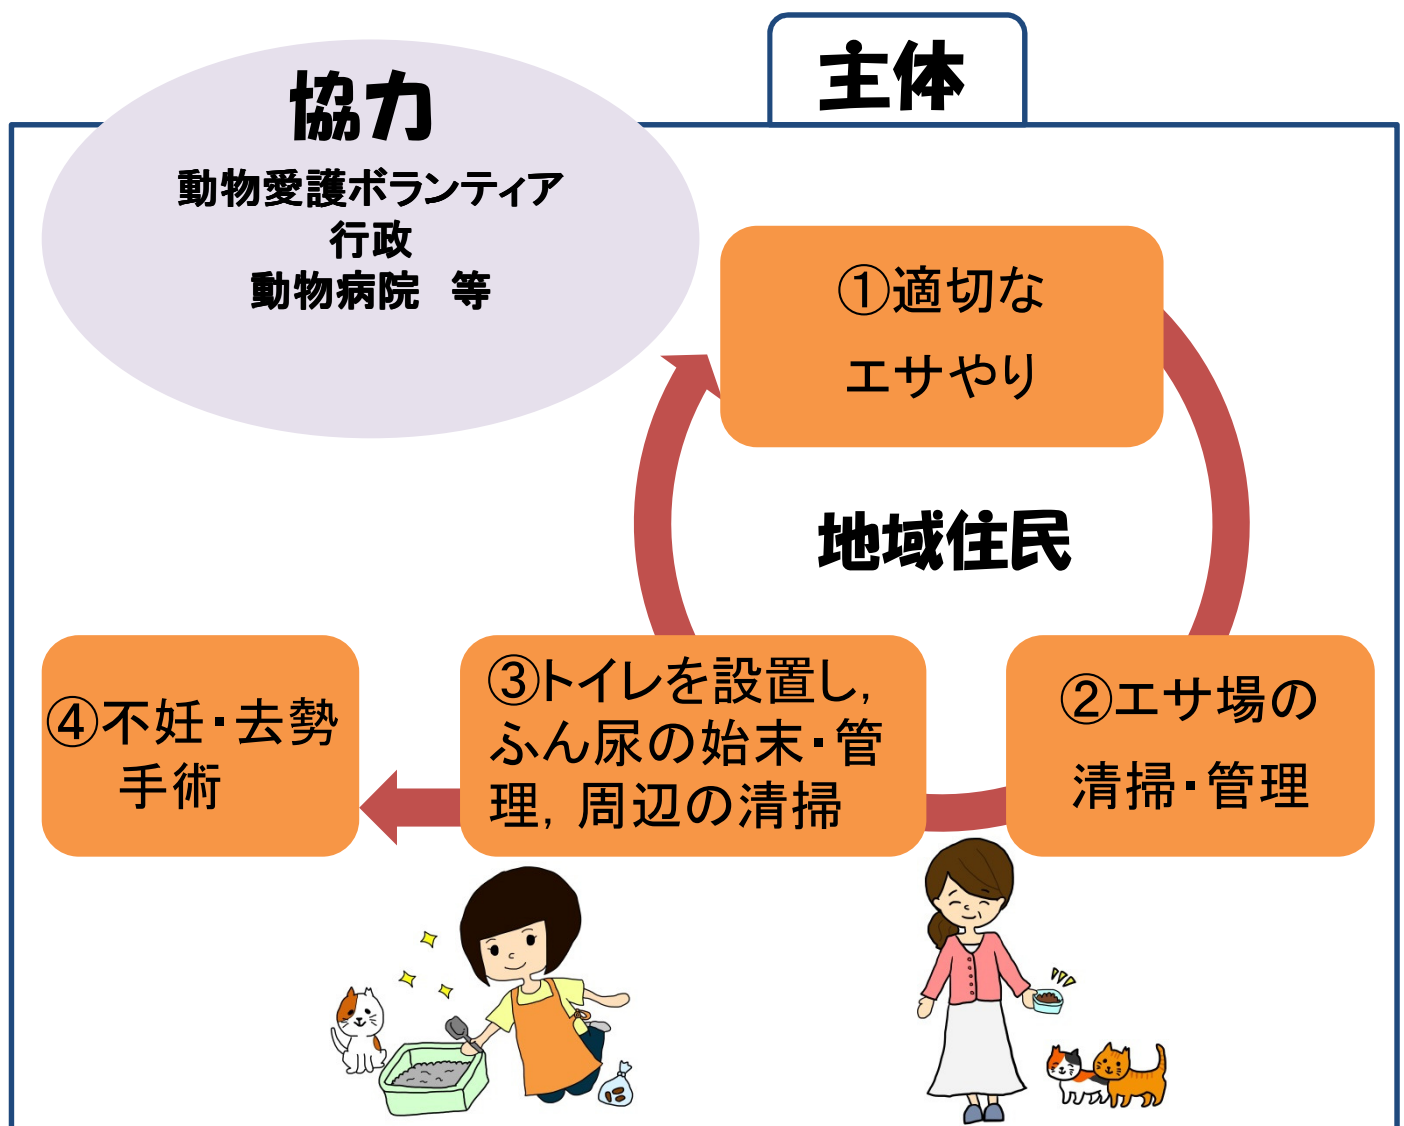 主体
協力
動物愛護ボランティア
行政
動物病院　等
①適切な
エサやり
地域住民
②エサ場の
清掃・管理
③トイレを設置し,
ふん尿の始末・管
理, 周辺の清掃
④不妊・去勢
手術